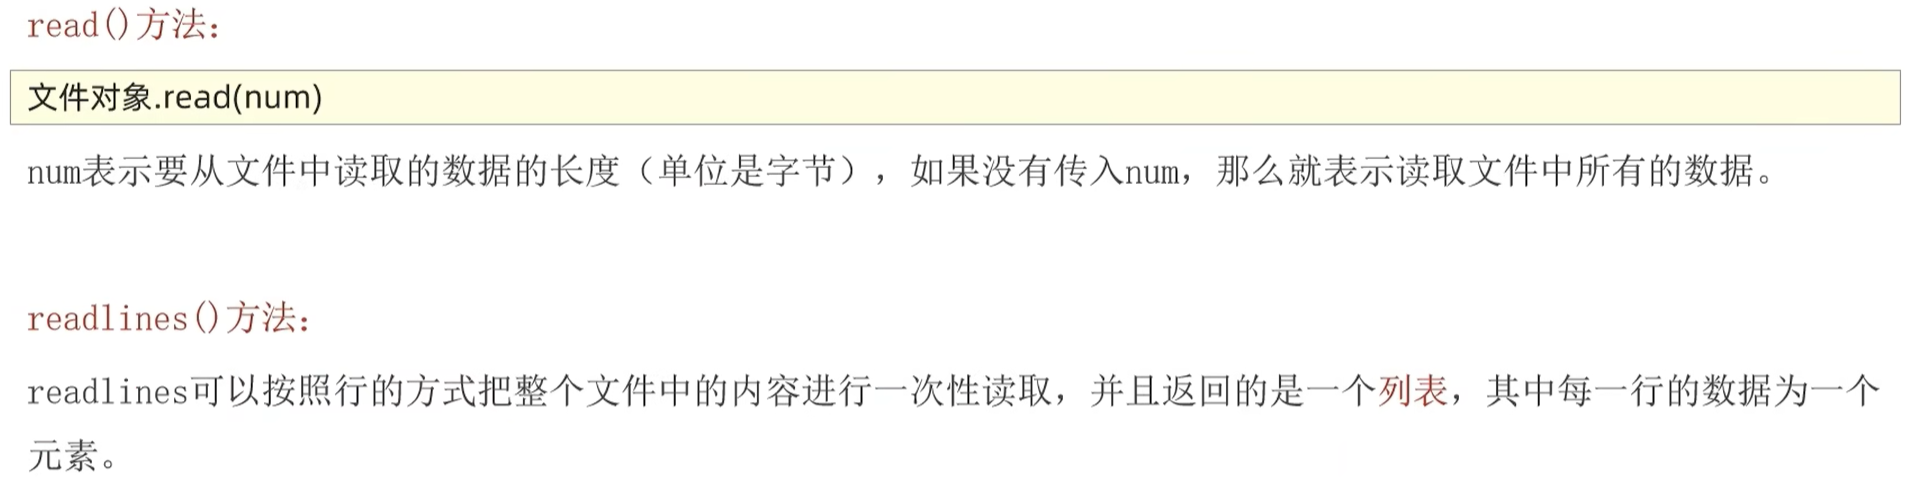 read()方法：
文件对象.read(num)
num表示要从文件中读取的数据的长度（单位是字节），如果没有传入num，那么就表示读取文件中所有的数据。
readlines()方法：
readlines可以按照行的方式把整个文件中的内容进行一次性读取，并且返回的是一个列表，其中每一行的数据为一个
元素。